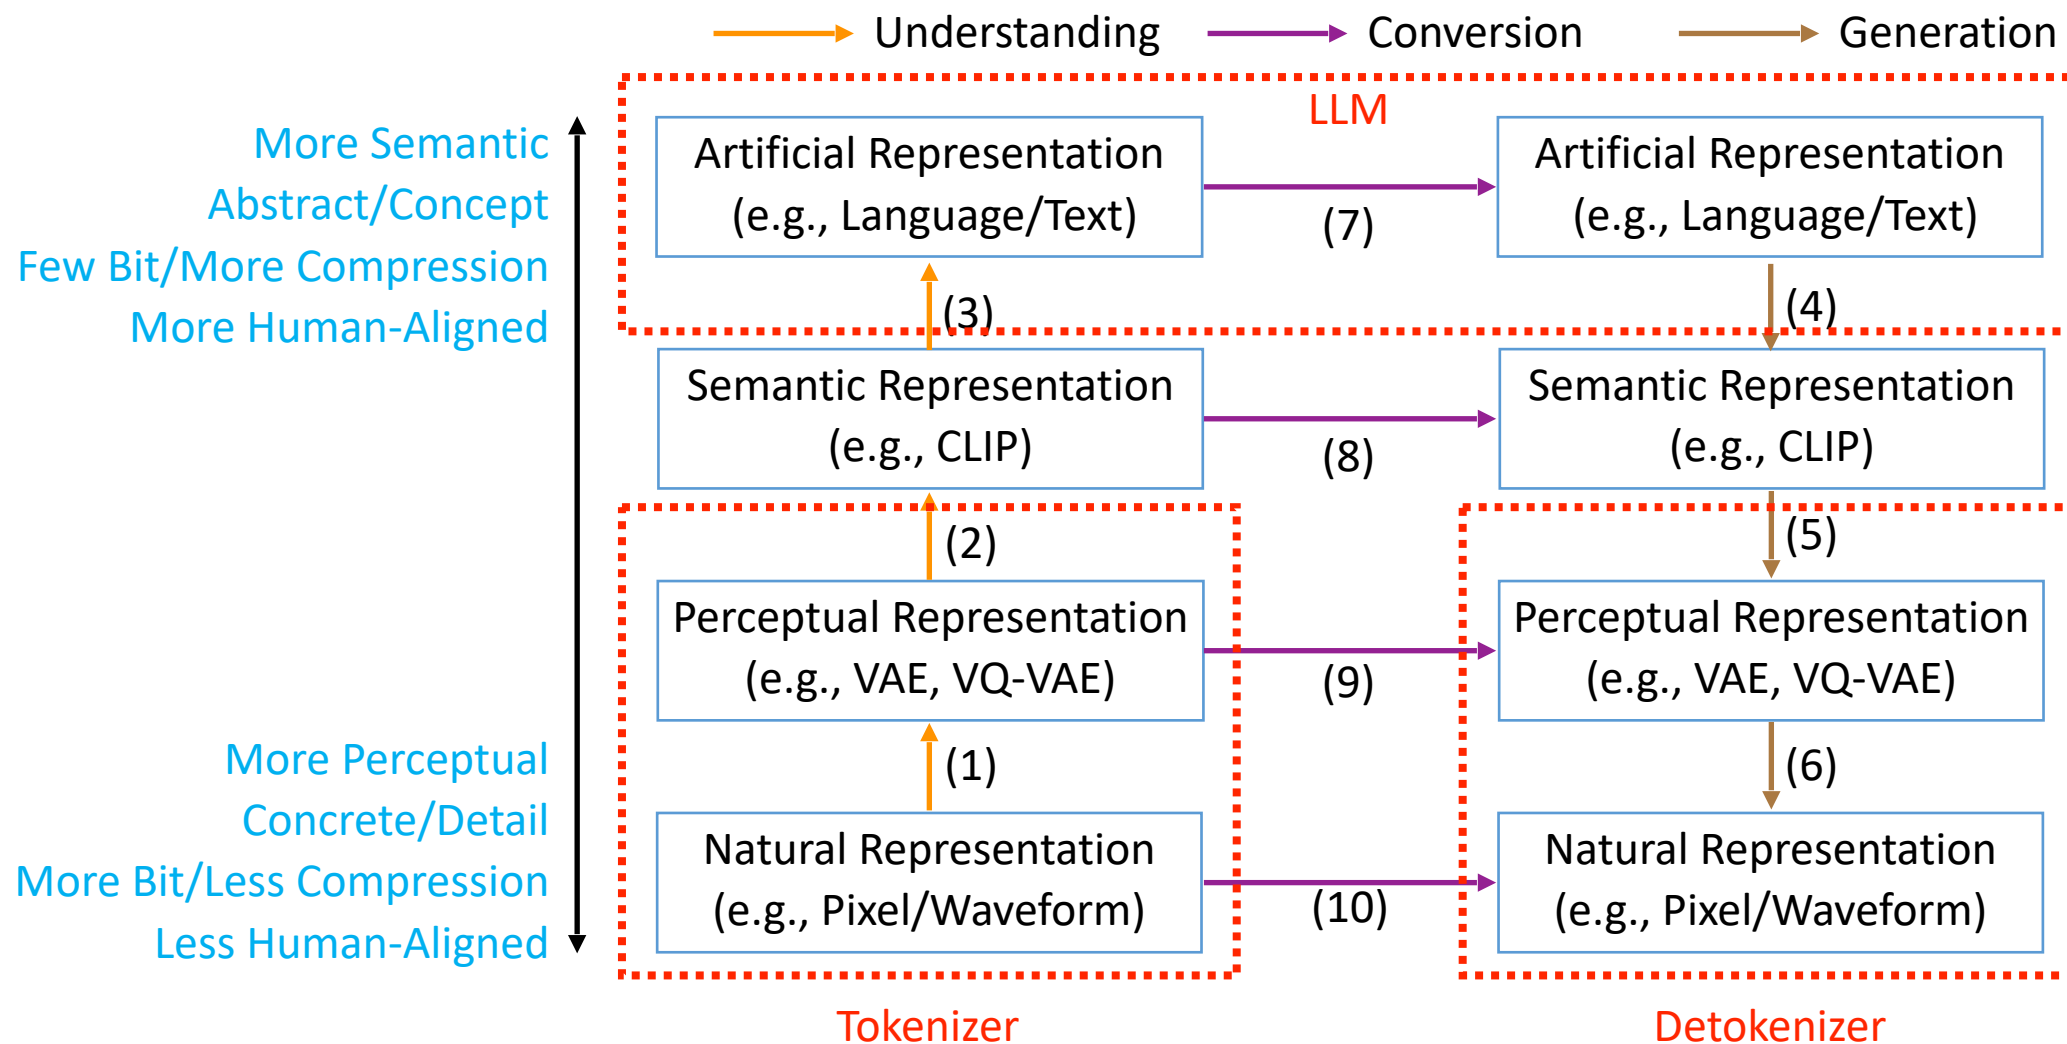 Understanding
Conversion
Generation
LLM
More Semantic
Abstract/Concept
Few Bit/More Compression
More Human-Aligned
Artificial Representation
(e.g., Language/Text)
(7)
Artificial Representation
(e.g., Language/Text)
(3)
(4)
Semantic Representation
(e.g., CLIP)
(8)
Semantic Representation
(e.g., CLIP)
(2)
(5)
Perceptual Representation
(e.g., VAE, VQ-VAE)
(9)
Perceptual Representation
(e.g., VAE, VQ-VAE)
More Perceptual
Concrete/Detail
More Bit/Less Compression
Less Human-Aligned
(1)
(6)
Natural Representation
(e.g., Pixel/Waveform)
(10)
Natural Representation
(e.g., Pixel/Waveform)
Tokenizer
Detokenizer